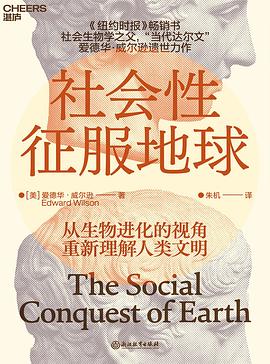 CHEERS
湛庐
《纽约时报》畅销书
社会生物学之父，“当代达尔文”
爱德华·威尔逊遗世力作
社会性
征服地球
[美] 爱德华·威尔逊 —— 著
Edward Wilson
朱机 —— 译
从生物进化的视角
重新理解人类文明
The Social
Conquest of Earth
浙江教育出版社